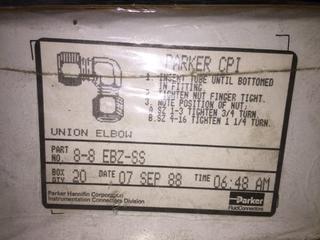 PARKER CPI
1. INSERT TUBE UNTIL BOTTOMED
IN FITTING.
2. TIGHTEN NUT FINGER TIGHT.
3. NOTE POSITION OF NUT.
A. SZ 1-3 TIGHTEN 3/4 TURN.
B. SZ 4-16 TIGHTEN 1 1/4 TURN.
UNION ELBOW
PART NO. 8-8 EBZ-SS
BOX QTY 20 DATE 07 SEP 88 TIME 06:48 AM
Parker Hannifin Corporation
Instrumentation Connectors Division
Parker
FluidConnectors